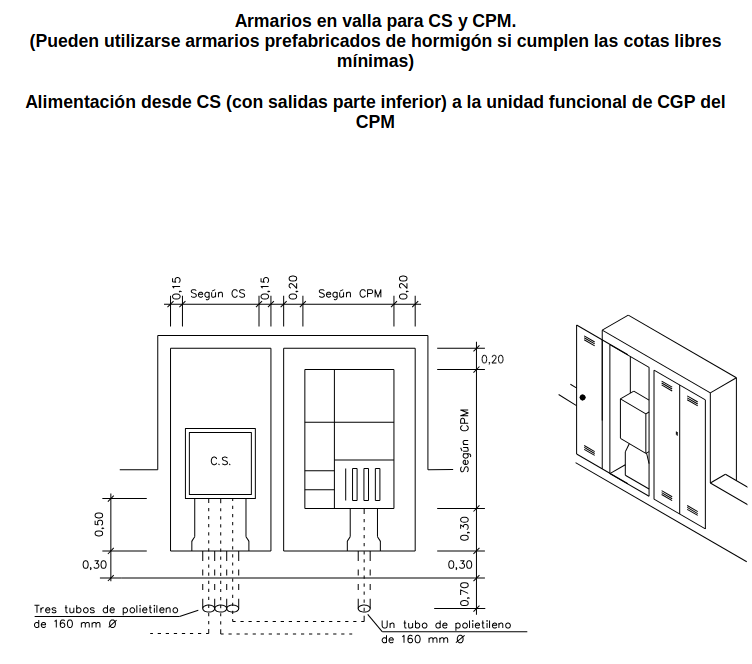 Armarios en valla para CS y CPM.
(Pueden utilizarse armarios prefabricados de hormigón si cumplen las cotas libres
mínimas)
Alimentación desde CS (con salidas parte inferior) a la unidad funcional de CGP del
CPM
0,15
Según CS
0,15
0,20
Según CPM
0,20
0,20
Según CPM
C.S.
0,50
0,30
0,30
0,30
0,70
Tres tubos de polietileno
de 160 mm Ø
Un tubo de polietileno
de 160 mm Ø